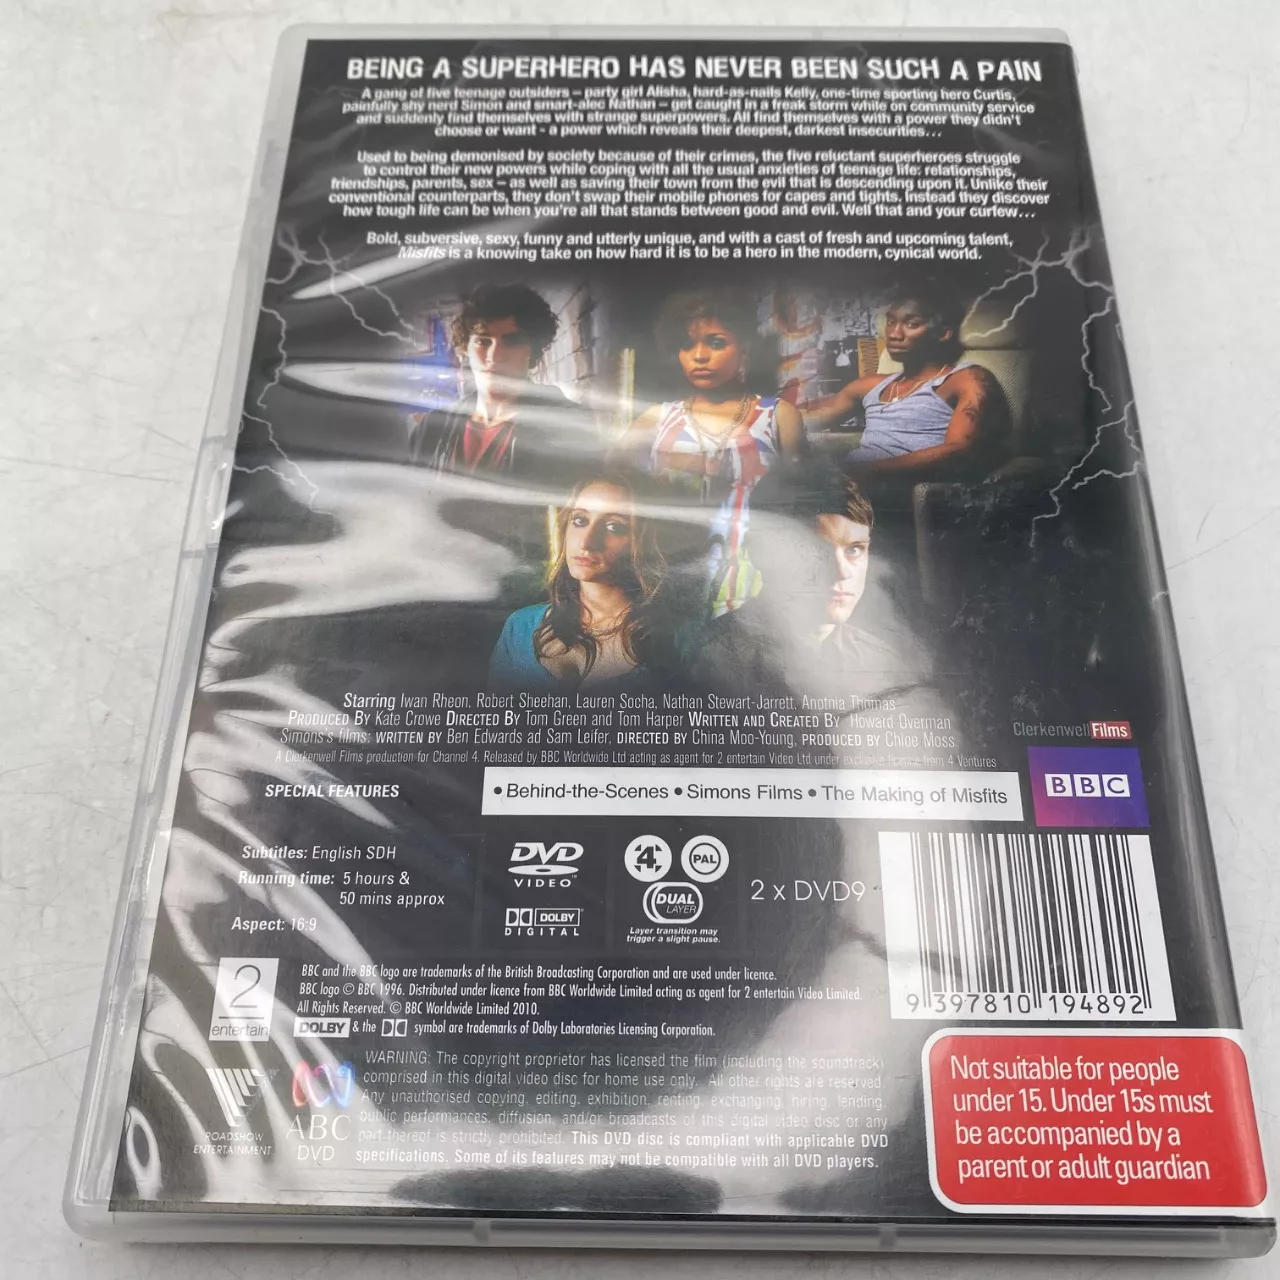 BEING A SUPERHERO HAS NEVER BEEN SUCH A PAIN
A gang of five teenage outsiders – party girl Alisha, hard-as-nails Kelly, one-time sporting hero Curtis,
painfully shy nerd Simon and smart-alec Nathan – get caught in a freak storm while on community service
and suddenly find themselves with strange superpowers. All find themselves with a power they didn't
choose or want - a power which reveals their deepest, darkest insecurities...
Used to being demonised by society because of their crimes, the five reluctant superheroes struggle
to control their new powers while coping with all the usual anxieties of teenage life: relationships,
friendships, parents, sex – as well as saving their town from the evil that is descending upon it. Unlike their
conventional counterparts, they don't swap their mobile phones for capes and tights. Instead they discover
how tough life can be when you're all that stands between good and evil. Well that and your curfew...
Bold, subversive, sexy, funny and utterly unique, and with a cast of fresh and upcoming talent,
Misfits is a knowing take on how hard it is to be a hero in the modern, cynical world.
Starring Iwan Rheon, Robert Sheehan, Lauren Socha, Nathan Stewart-Jarrett, Anotnia Thomas
PRODUCED BY Kate Crowe DIRECTED BY Tom Green and Tom Harper WRITTEN AND CREATED BY Howard Overman
Simons's films: WRITTEN BY Ben Edwards ad Sam Leifer, DIRECTED BY China Moo-Young, PRODUCED BY Chloe Moss.
A Clerkenwell Films production for Channel 4. Released by BBC Worldwide Ltd acting as agent for 2 entertain Video Ltd under exclusive licence from 4 Ventures
Clerkenwell Films
BBC
SPECIAL FEATURES
• Behind-the-Scenes • Simons Films • The Making of Misfits
Subtitles: English SDH
Running time: 5 hours &
50 mins approx
Aspect: 16:9
DVD
VIDEO
DOLBY
DIGITAL
4
PAL
DUAL
LAYER
Layer transition may
trigger a slight pause.
2 x DVD9
9 397810 194892
2
entertain
BBC and the BBC logo are trademarks of the British Broadcasting Corporation and are used under licence.
BBC logo © BBC 1996. Distributed under licence from BBC Worldwide Limited acting as agent for 2 entertain Video Limited.
All Rights Reserved. © BBC Worldwide Limited 2010.
DOLBY & the symbol are trademarks of Dolby Laboratories Licensing Corporation.
ROADSHOW
ENTERTAINMENT
ABC
DVD
WARNING: The copyright proprietor has licensed the film (including the soundtrack)
comprised in this digital video disc for home use only. All other rights are reserved.
Any unauthorised copying, editing, exhibition, renting, exchanging, hiring, lending,
public performances, diffusion, and/or broadcasts of this digital video disc or any
part thereof is strictly prohibited. This DVD disc is compliant with applicable DVD
specifications. Some of its features may not be compatible with all DVD players.
Not suitable for people
under 15. Under 15s must
be accompanied by a
parent or adult guardian